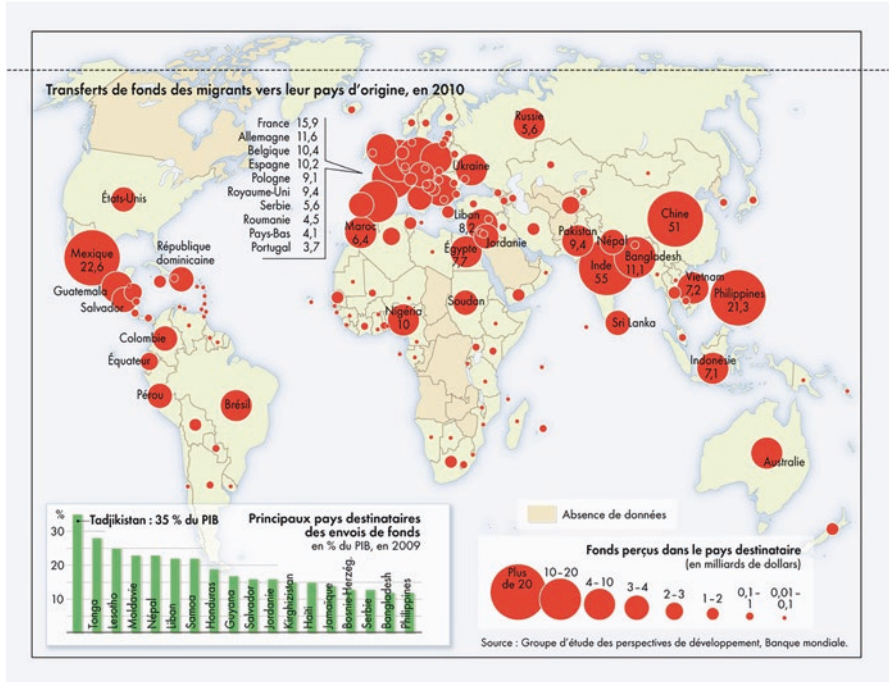 Transferts de fonds des migrants vers leur pays d'origine, en 2010
France 15,9
Allemagne 11,6
Belgique 10,4
Espagne 10,2
Pologne 9,1
Royaume-Uni 9,4
Serbie 5,6
Roumanie 4,5
Pays-Bas 4,1
Portugal 3,7
Russie
5,6
Ukraine
États-Unis
Mexique
22,6
République
dominicaine
Guatemala
Salvador
Colombie
Équateur
Pérou
Brésil
Maroc
6,4
Liban
8,2
Jordanie
Égypte
7,7
Soudan
Nigéria
10
Pakistan
9,4
Népal
Chine
51
Bangladesh
11,1
Inde
55
Vietnam
7,2
Philippines
21,3
Sri Lanka
Indonésie
7,1
Australie
%
30
20
10
Tadjikistan : 35 % du PIB
Principaux pays destinataires
des envois de fonds
en % du PIB, en 2009
Tonga
Lesotho
Moldavie
Népal
Liban
Samoa
Honduras
Guyana
Salvador
Jordanie
Kirghizistan
Haïti
Jamaïque
Bosnie-Herzég.
Serbie
Bangladesh
Philippines
Absence de données
Fonds perçus dans le pays destinataire
(en milliards de dollars)
Plus
de 20
10–20
4–10
3–4
2–3
1–2
0,1–
1
0,01–
0,1
Source : Groupe d'étude des perspectives de développement, Banque mondiale.